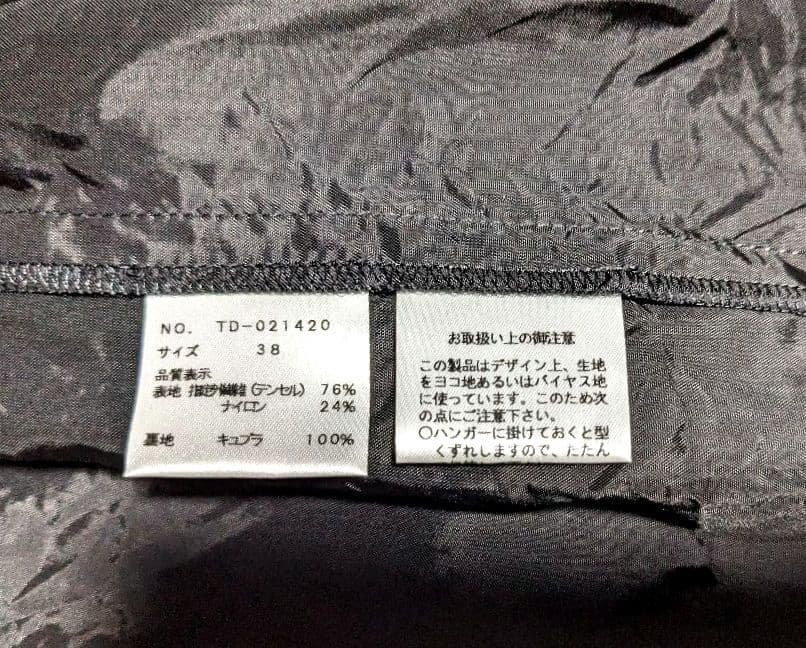 NO. TD-021420
サイズ 38
品質表示
表地 指定外繊維(テンセル) 76%
ナイロン 24%
裏地 キュプラ 100%
お取扱い上の御注意
この製品はデザイン上、生地
をヨコ地あるいはバイヤス地
に使っています。このため次
の点にご注意下さい。
○ハンガーに掛けておくと型
くずれしますので、たたん